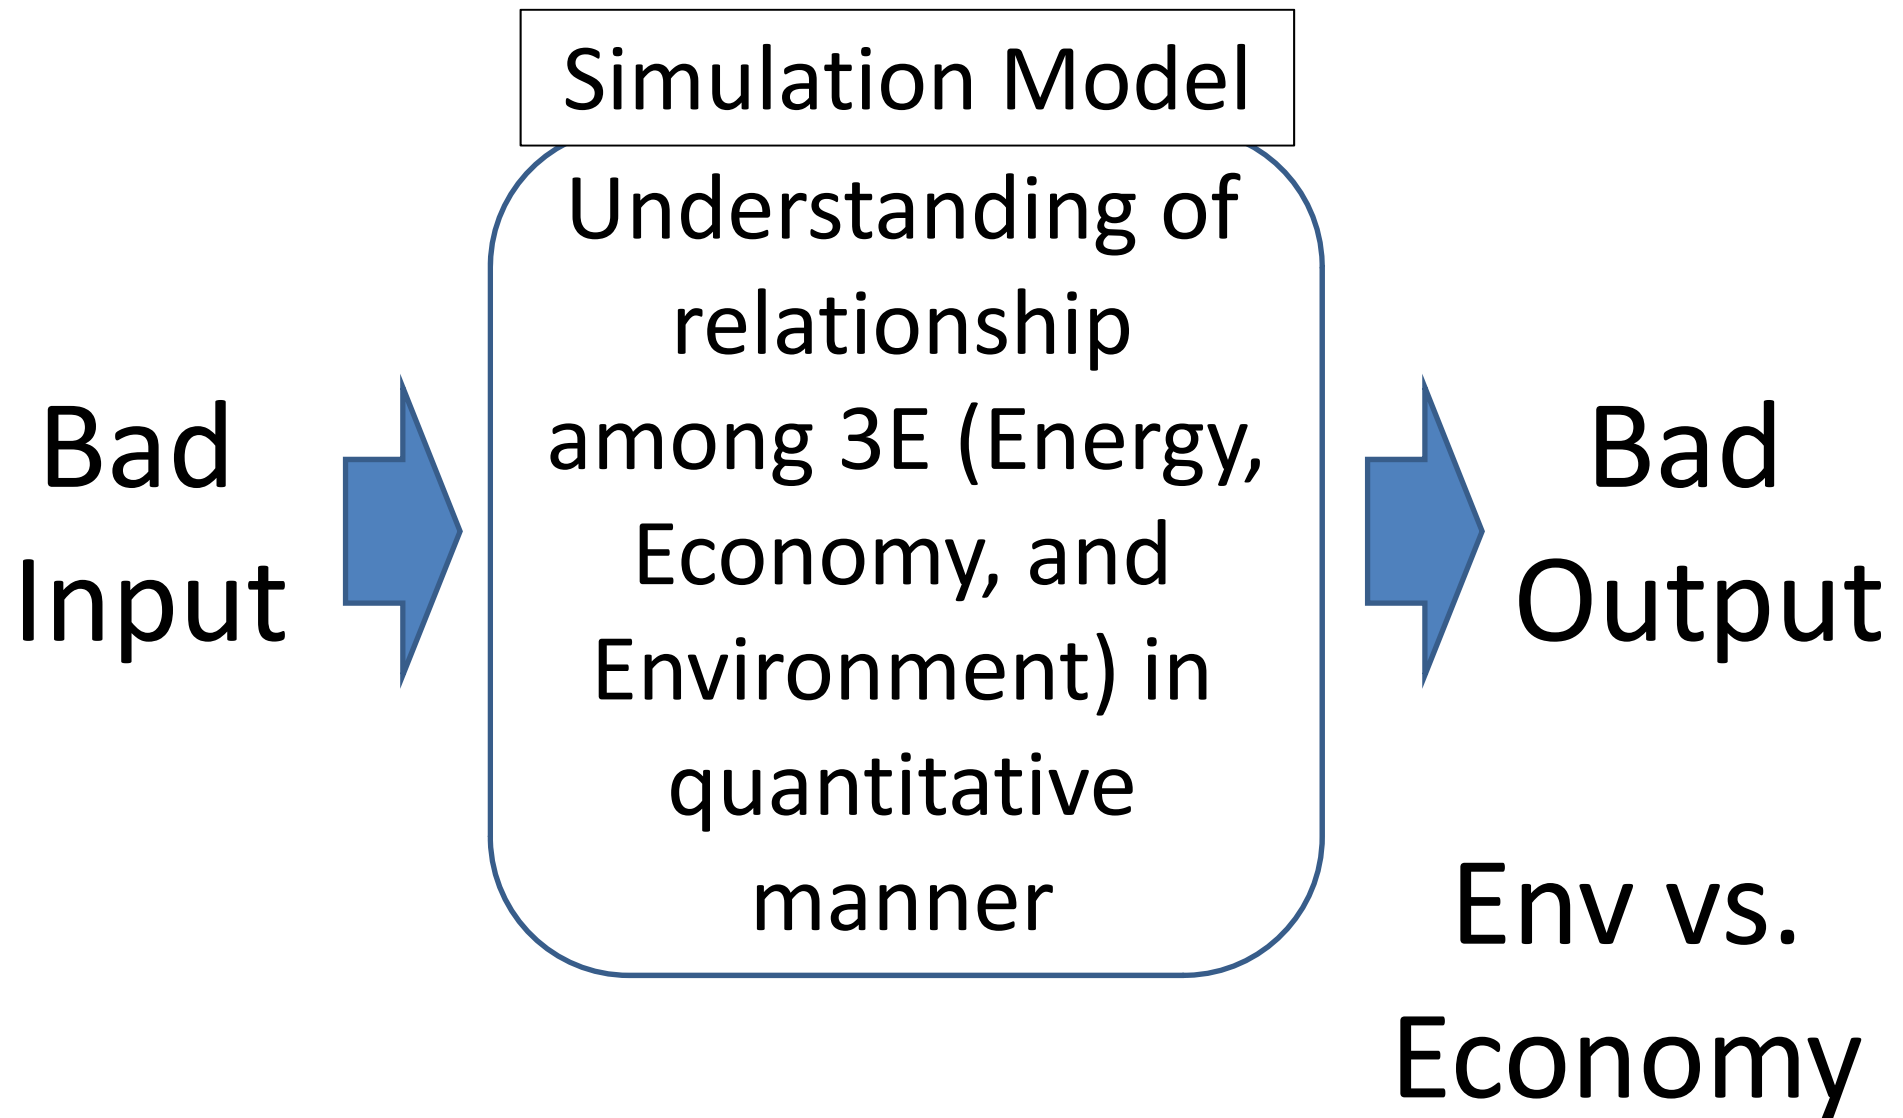 Simulation Model
Understanding of
relationship
among 3E (Energy,
Economy, and
Environment) in
quantitative
manner
Bad
Input
Bad
Output
Env vs.
Economy